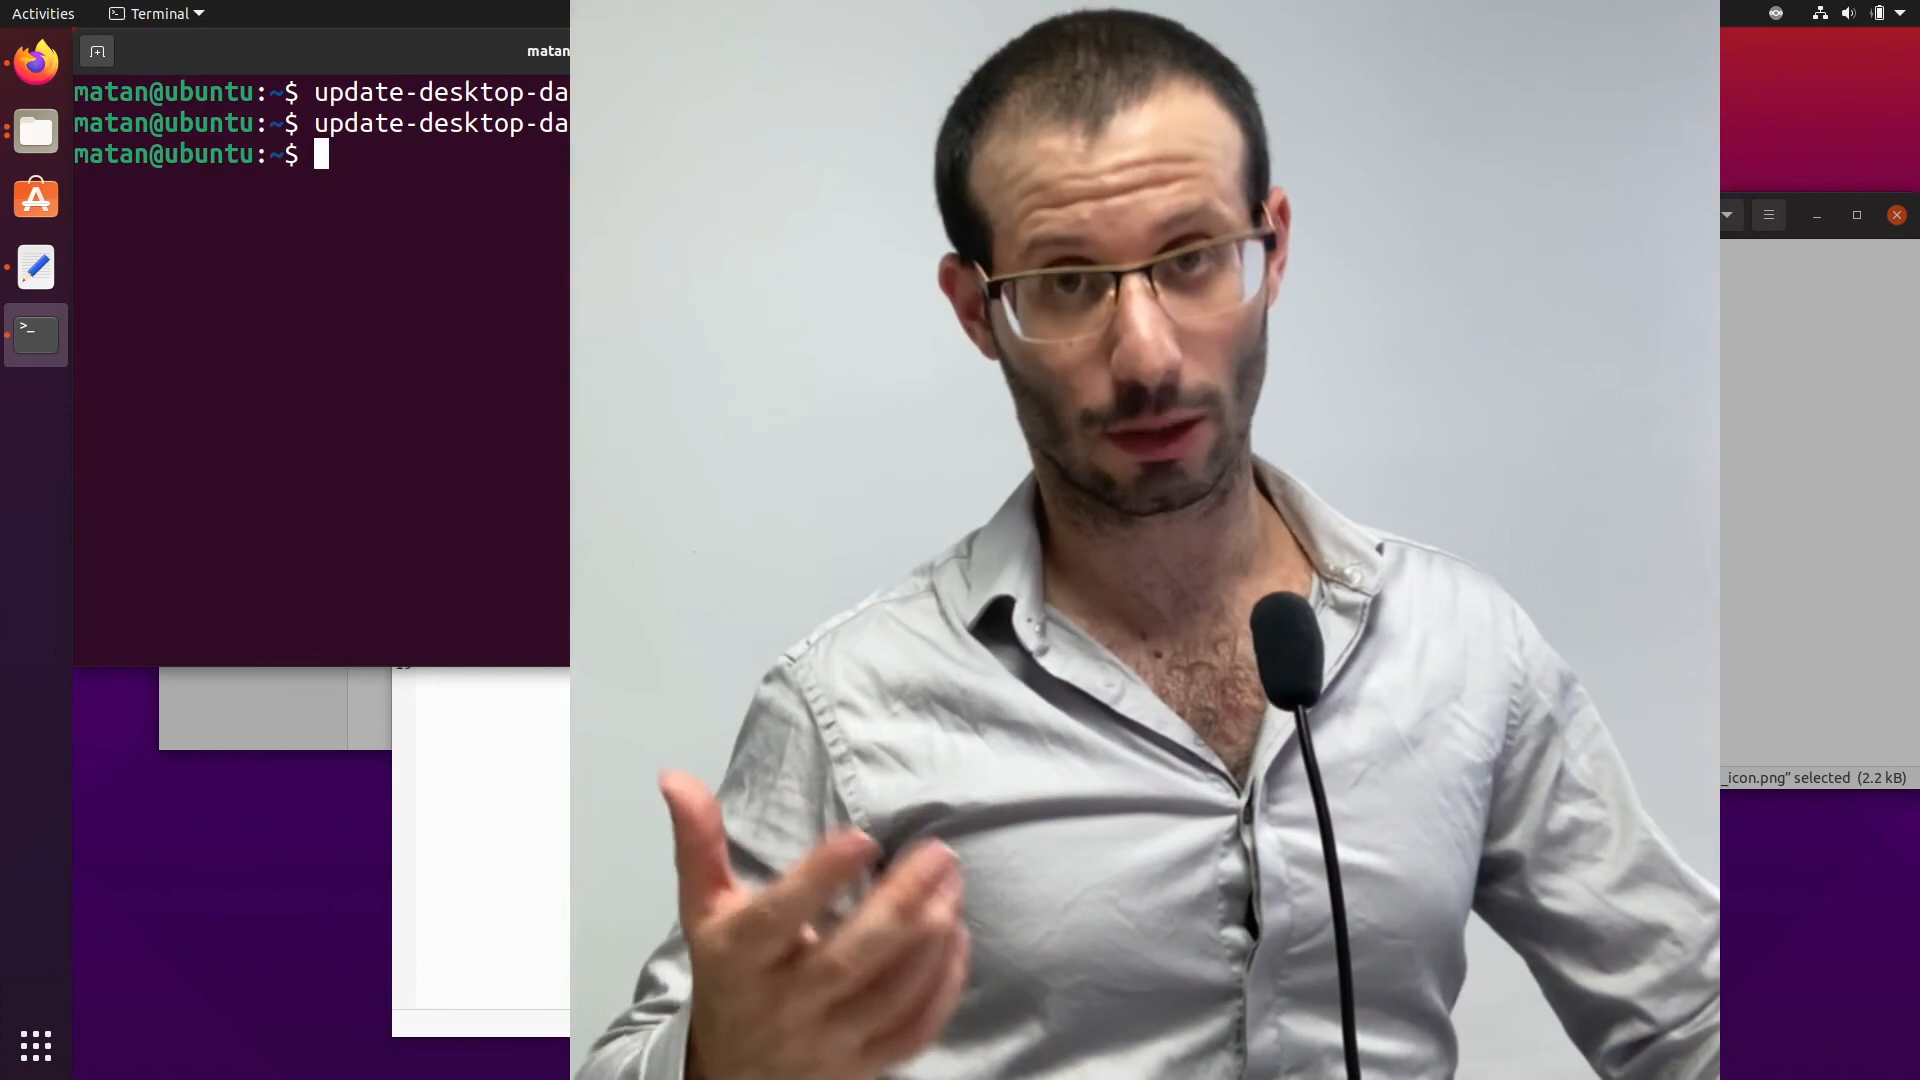 Activities
Terminal
matan
matan@ubuntu:~$ update-desktop-da
matan@ubuntu:~$ update-desktop-da
matan@ubuntu:~$
_icon.png” selected (2.2 kB)